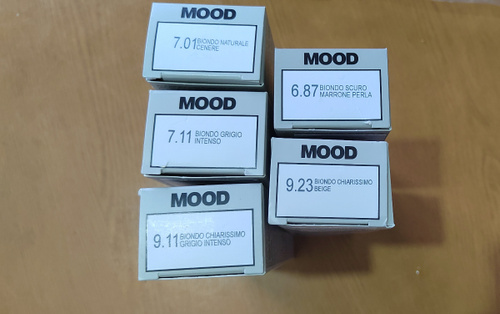 MOOD
7.01 BIONDO NATURALE
CENERE
MOOD
7.11 BIONDO GRIGIO
INTENSO
MOOD
9.11 BIONDO CHIARISSIMO
GRIGIO INTENSO
MOOD
6.87 BIONDO SCURO
MARRONE PERLA
MOOD
9.23 BIONDO CHIARISSIMO
BEIGE